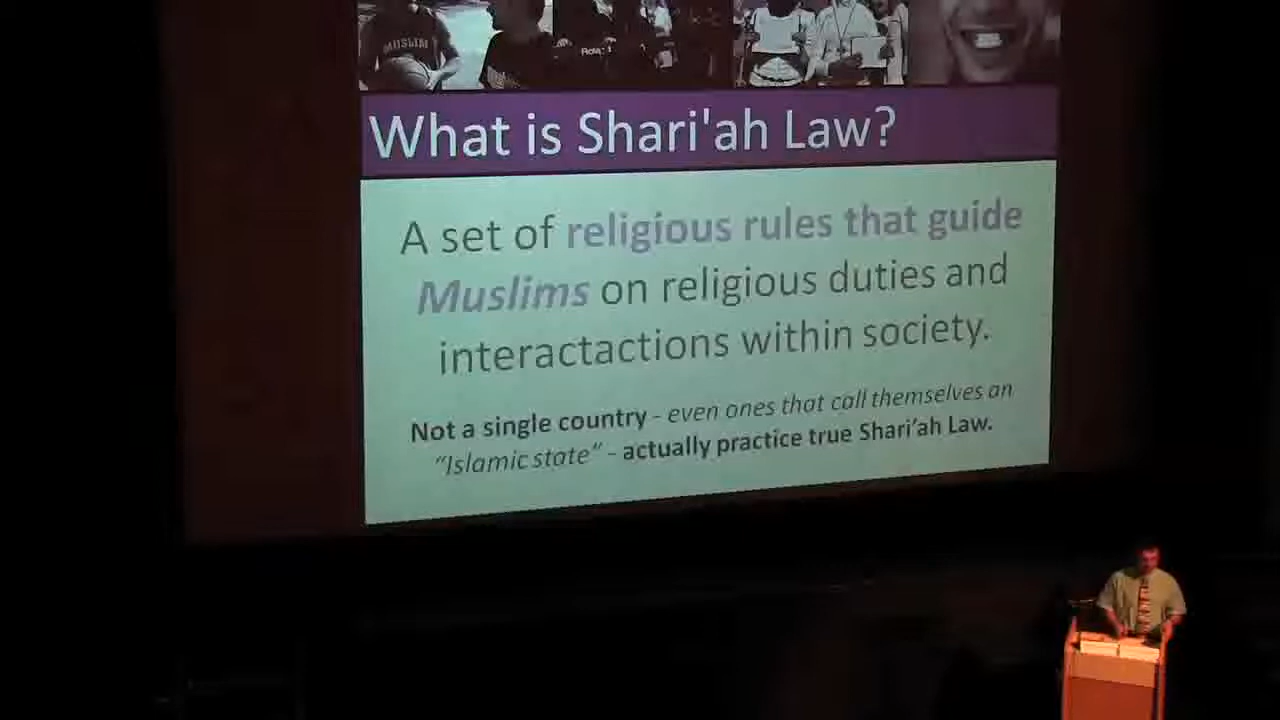 MUSLIM
What is Shari'ah Law?
A set of religious rules that guide
Muslims on religious duties and
interactactions within society.
Not a single country - even ones that call themselves an
"Islamic state" - actually practice true Shari'ah Law.